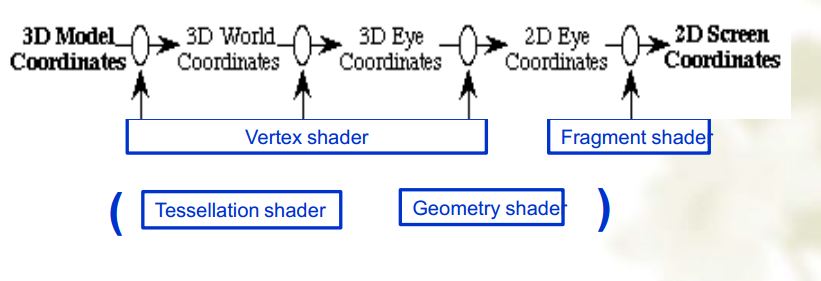 3D Model 3D World 3D Eye 2D Eye 2D Screen
Coordinates Coordinates Coordinates Coordinates Coordinates
Vertex shader Fragment shader
( Tessellation shader Geometry shader )